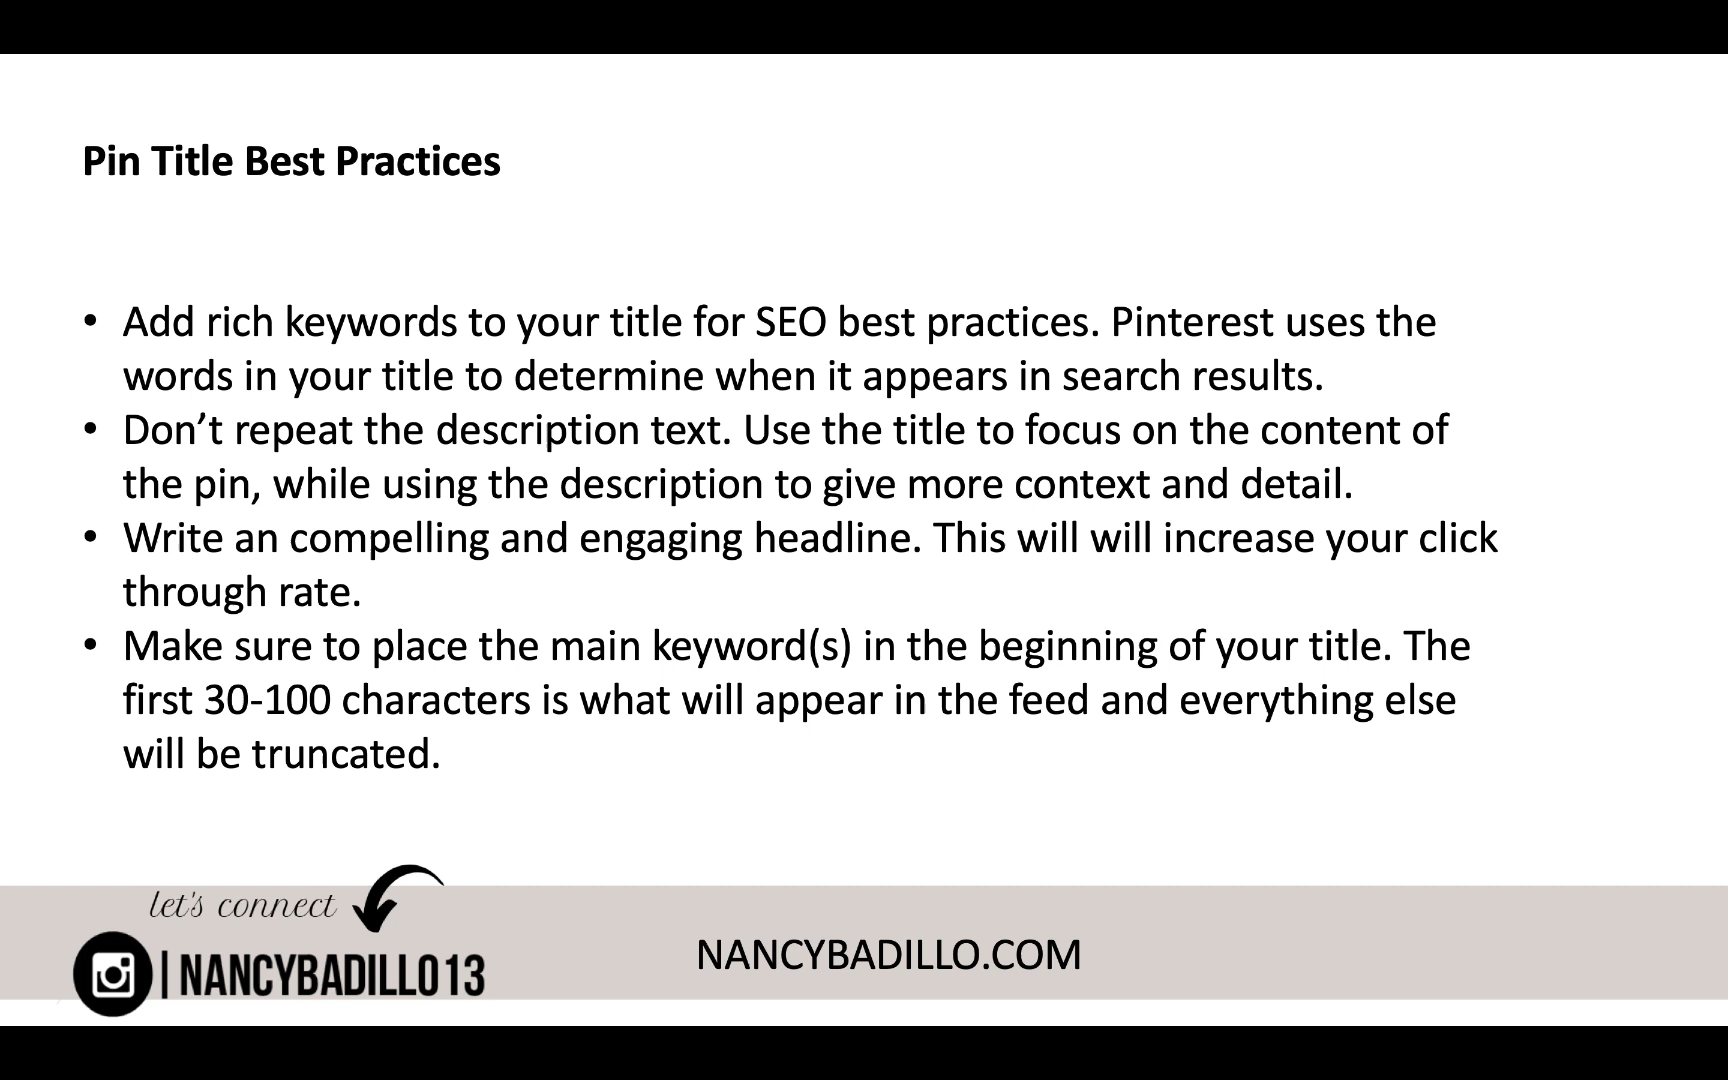 Pin Title Best Practices
• Add rich keywords to your title for SEO best practices. Pinterest uses the
words in your title to determine when it appears in search results.
• Don’t repeat the description text. Use the title to focus on the content of
the pin, while using the description to give more context and detail.
• Write an compelling and engaging headline. This will will increase your click
through rate.
• Make sure to place the main keyword(s) in the beginning of your title. The
first 30-100 characters is what will appear in the feed and everything else
will be truncated.
let's connect
| NANCYBADILLO13
NANCYBADILLO.COM